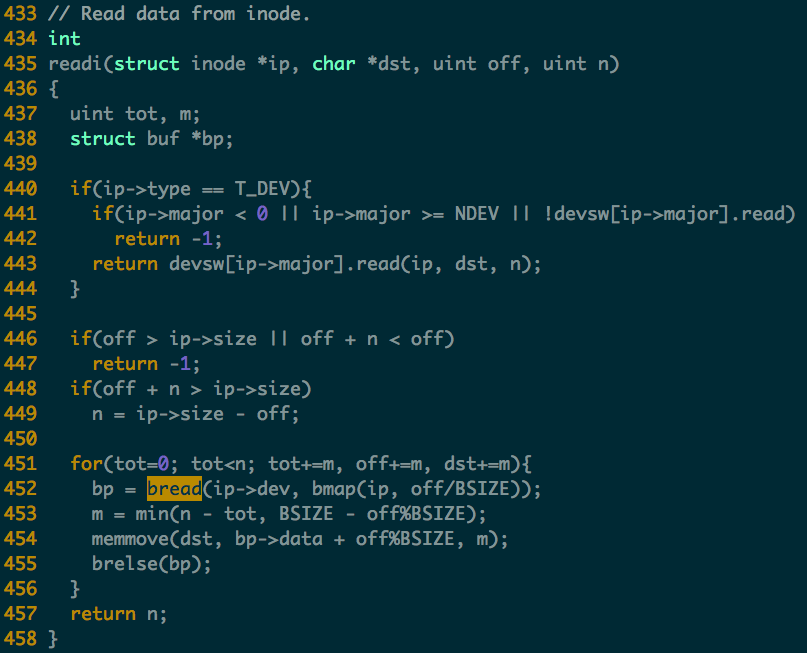 433 // Read data from inode.
434 int
435 readi(struct inode *ip, char *dst, uint off, uint n)
436 {
437   uint tot, m;
438   struct buf *bp;
439
440   if(ip->type == T_DEV){
441     if(ip->major < 0 || ip->major >= NDEV || !devsw[ip->major].read)
442       return -1;
443     return devsw[ip->major].read(ip, dst, n);
444   }
445
446   if(off > ip->size || off + n < off)
447     return -1;
448   if(off + n > ip->size)
449     n = ip->size - off;
450
451   for(tot=0; tot<n; tot+=m, off+=m, dst+=m){
452     bp = bread(ip->dev, bmap(ip, off/BSIZE));
453     m = min(n - tot, BSIZE - off%BSIZE);
454     memmove(dst, bp->data + off%BSIZE, m);
455     brelse(bp);
456   }
457   return n;
458 }